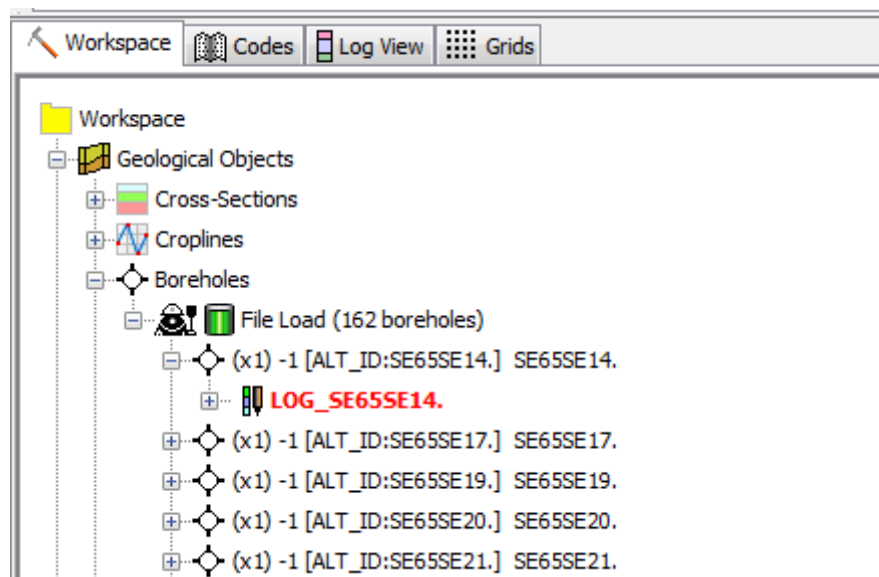 Workspace Codes Log View Grids
Workspace
Geological Objects
Cross-Sections
Croplines
Boreholes
File Load (162 boreholes)
(x1) -1 [ALT_ID:SE65SE14.] SE65SE14.
LOG_SE65SE14.
(x1) -1 [ALT_ID:SE65SE17.] SE65SE17.
(x1) -1 [ALT_ID:SE65SE19.] SE65SE19.
(x1) -1 [ALT_ID:SE65SE20.] SE65SE20.
(x1) -1 [ALT_ID:SE65SE21.] SE65SE21.